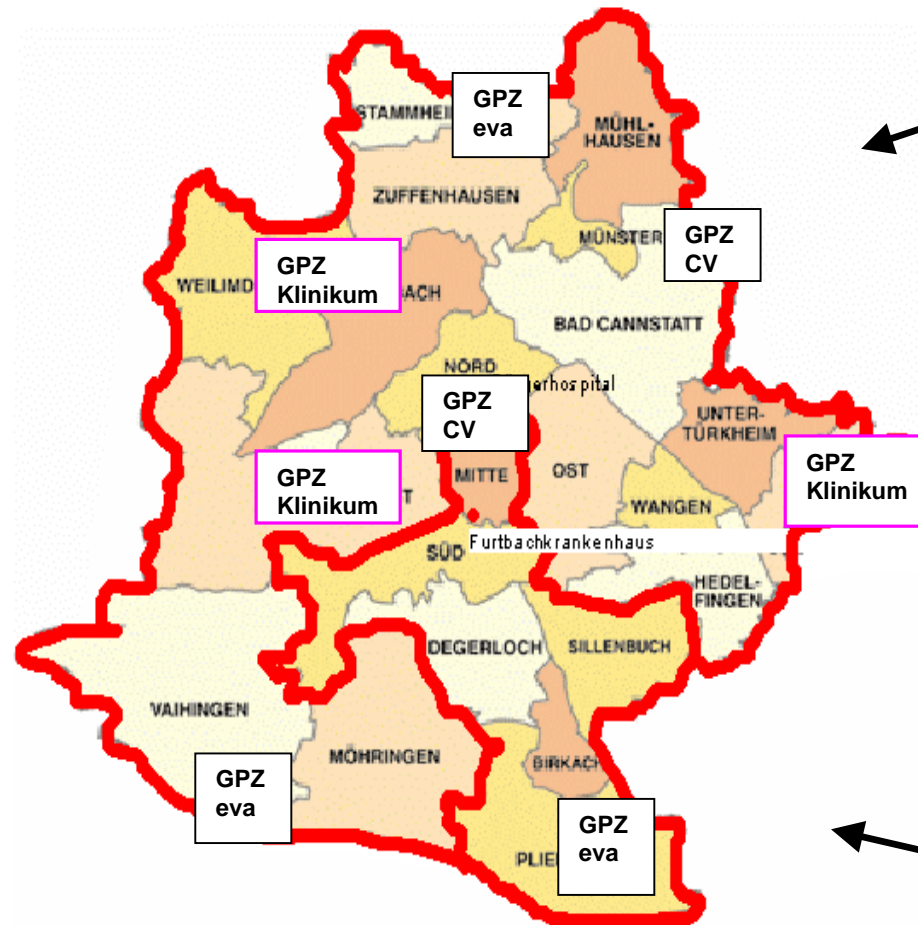 GPZ
eva
STAMMHEI
MÜHL-
HAUSEN
ZUFFENHAUSEN
MÜNSTER
GPZ
CV
GPZ
Klinikum
WEILIMD
BACH
BAD CANNSTATT
NORD
gerhospital
GPZ
CV
UNTER-
TÜRKHEIM
MITTE
OST
GPZ
Klinikum
T
GPZ
Klinikum
WANGEN
Furtbachkrankenhaus
SÜD
HEDEL-
FINGEN
DEGERLOCH
SILLENBUCH
VAIHINGEN
MÖHRINGEN
BIRKACH
GPZ
eva
GPZ
eva
PLIE